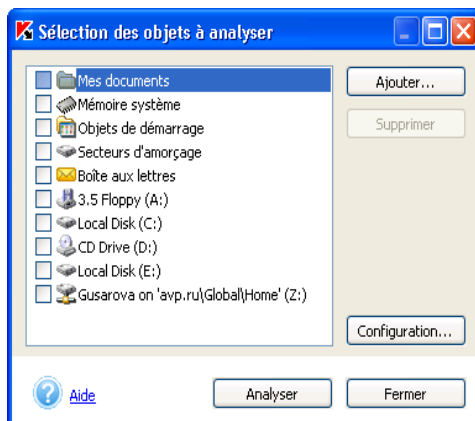 Sélection des objets à analyser
Mes documents
Mémoire système
Objets de démarrage
Secteurs d'amorçage
Boîte aux lettres
3.5 Floppy (A:)
Local Disk (C:)
CD Drive (D:)
Local Disk (E:)
Gusarova on 'avp.ru\Global\Home' (Z:)
Ajouter...
Supprimer
Configuration...
Aide
Analyser
Fermer